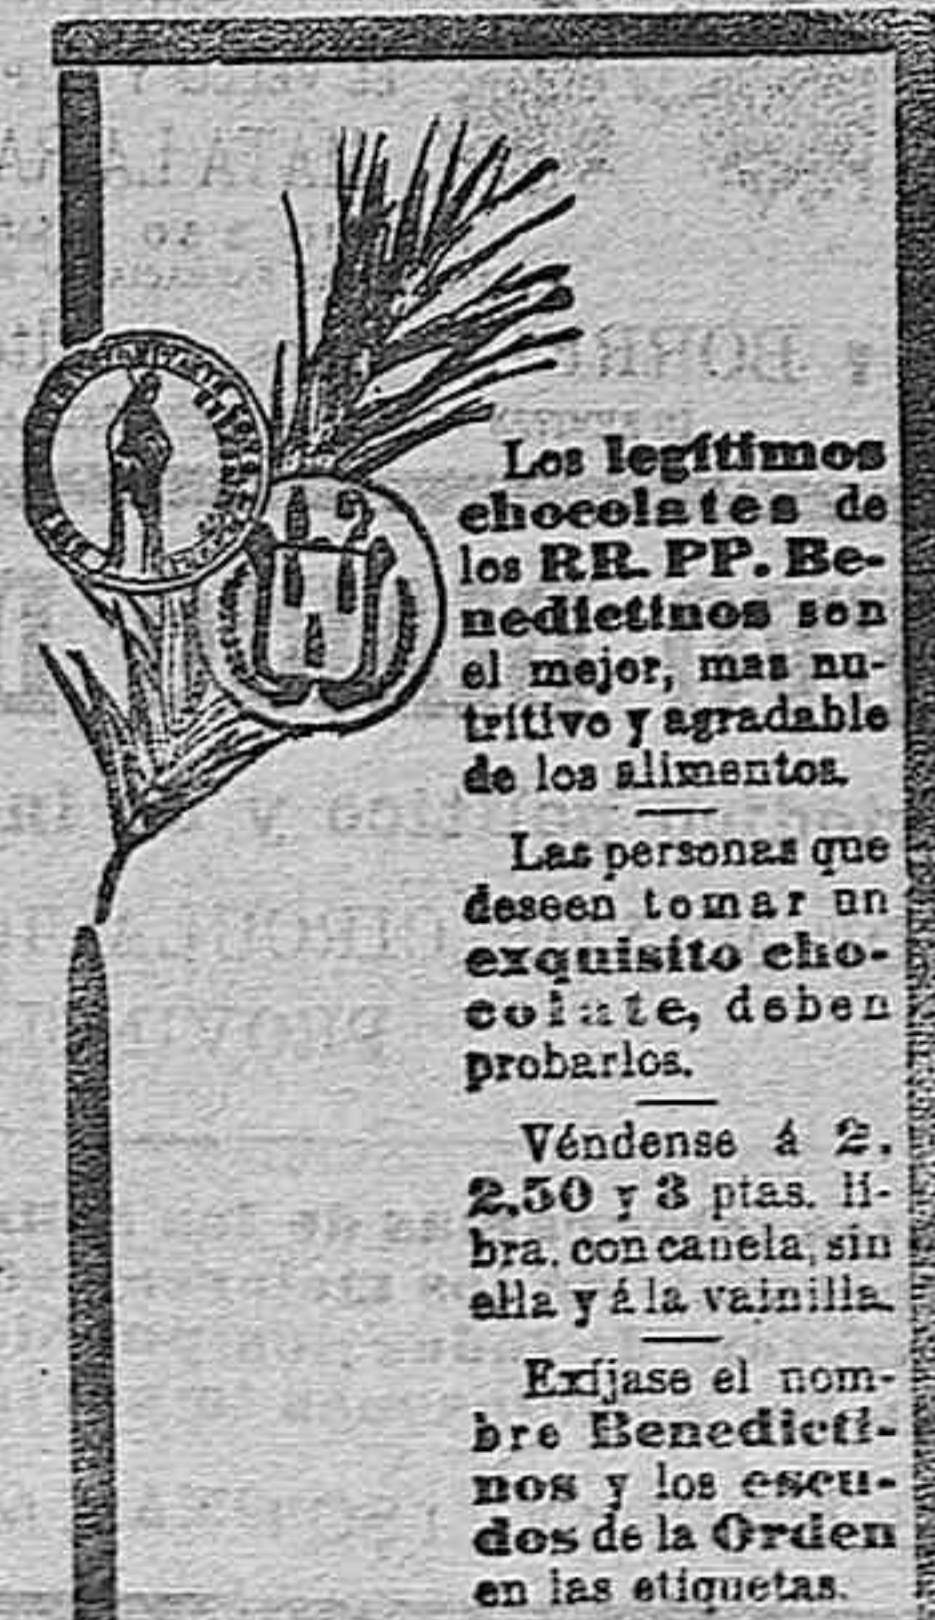 Los legítimos
chocolates de
los RR. PP. Be-
nedictinos son
el mejor, mas nu-
tritivo y agradable
de los alimentos.
Las personas que
deseen tomar un
exquisito cho-
colate, deben
probarlos.
Véndense á 2.
2.50 y 3 ptas. li-
bra. con canela, sin
ella y á la vainilla.
Exíjase el nom-
bre Benedicti-
nos y los escu-
dos de la Orden
en las etiquetas.